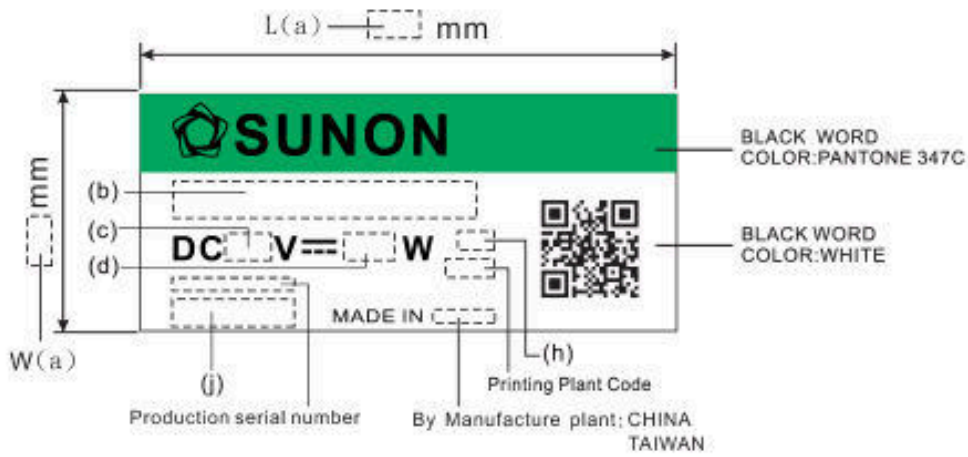 L(a) mm
SUNON
BLACK WORD
COLOR:PANTONE 347C
mm
W(a)
(b)
(c)
(d)
DC V W
BLACK WORD
COLOR:WHITE
MADE IN
(h)
(j)
Printing Plant Code
Production serial number
By Manufacture plant: CHINA
TAIWAN